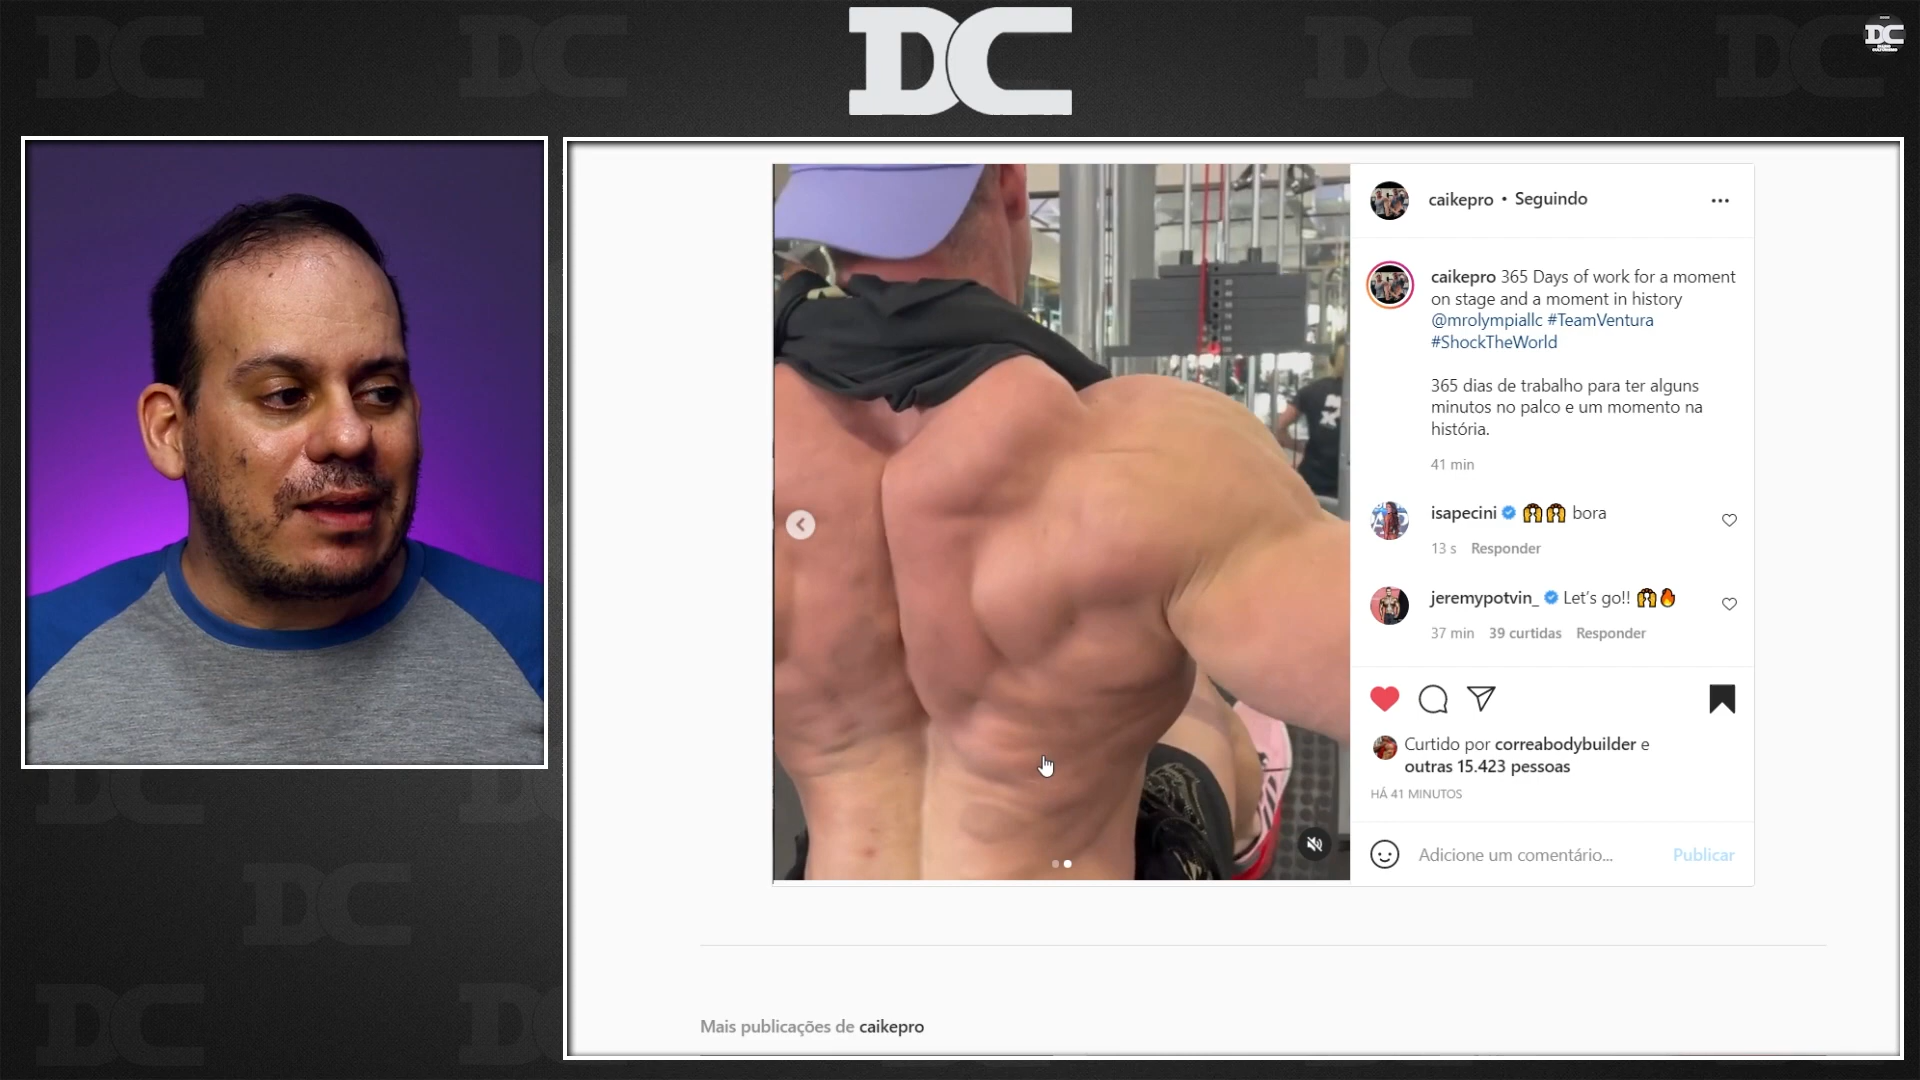 DC
DC
caikepro • Seguindo
caikepro 365 Days of work for a moment
on stage and a moment in history
@mrolympiallc #TeamVentura
#ShockTheWorld
365 dias de trabalho para ter alguns
minutos no palco e um momento na
história.
41 min
isapecini bora
13 s Responder
jeremypotvin_ Let's go!!
37 min 39 curtidas Responder
Curtido por correabodybuilder e
outras 15.423 pessoas
HÁ 41 MINUTOS
Adicione um comentário... Publicar
Mais publicações de caikepro